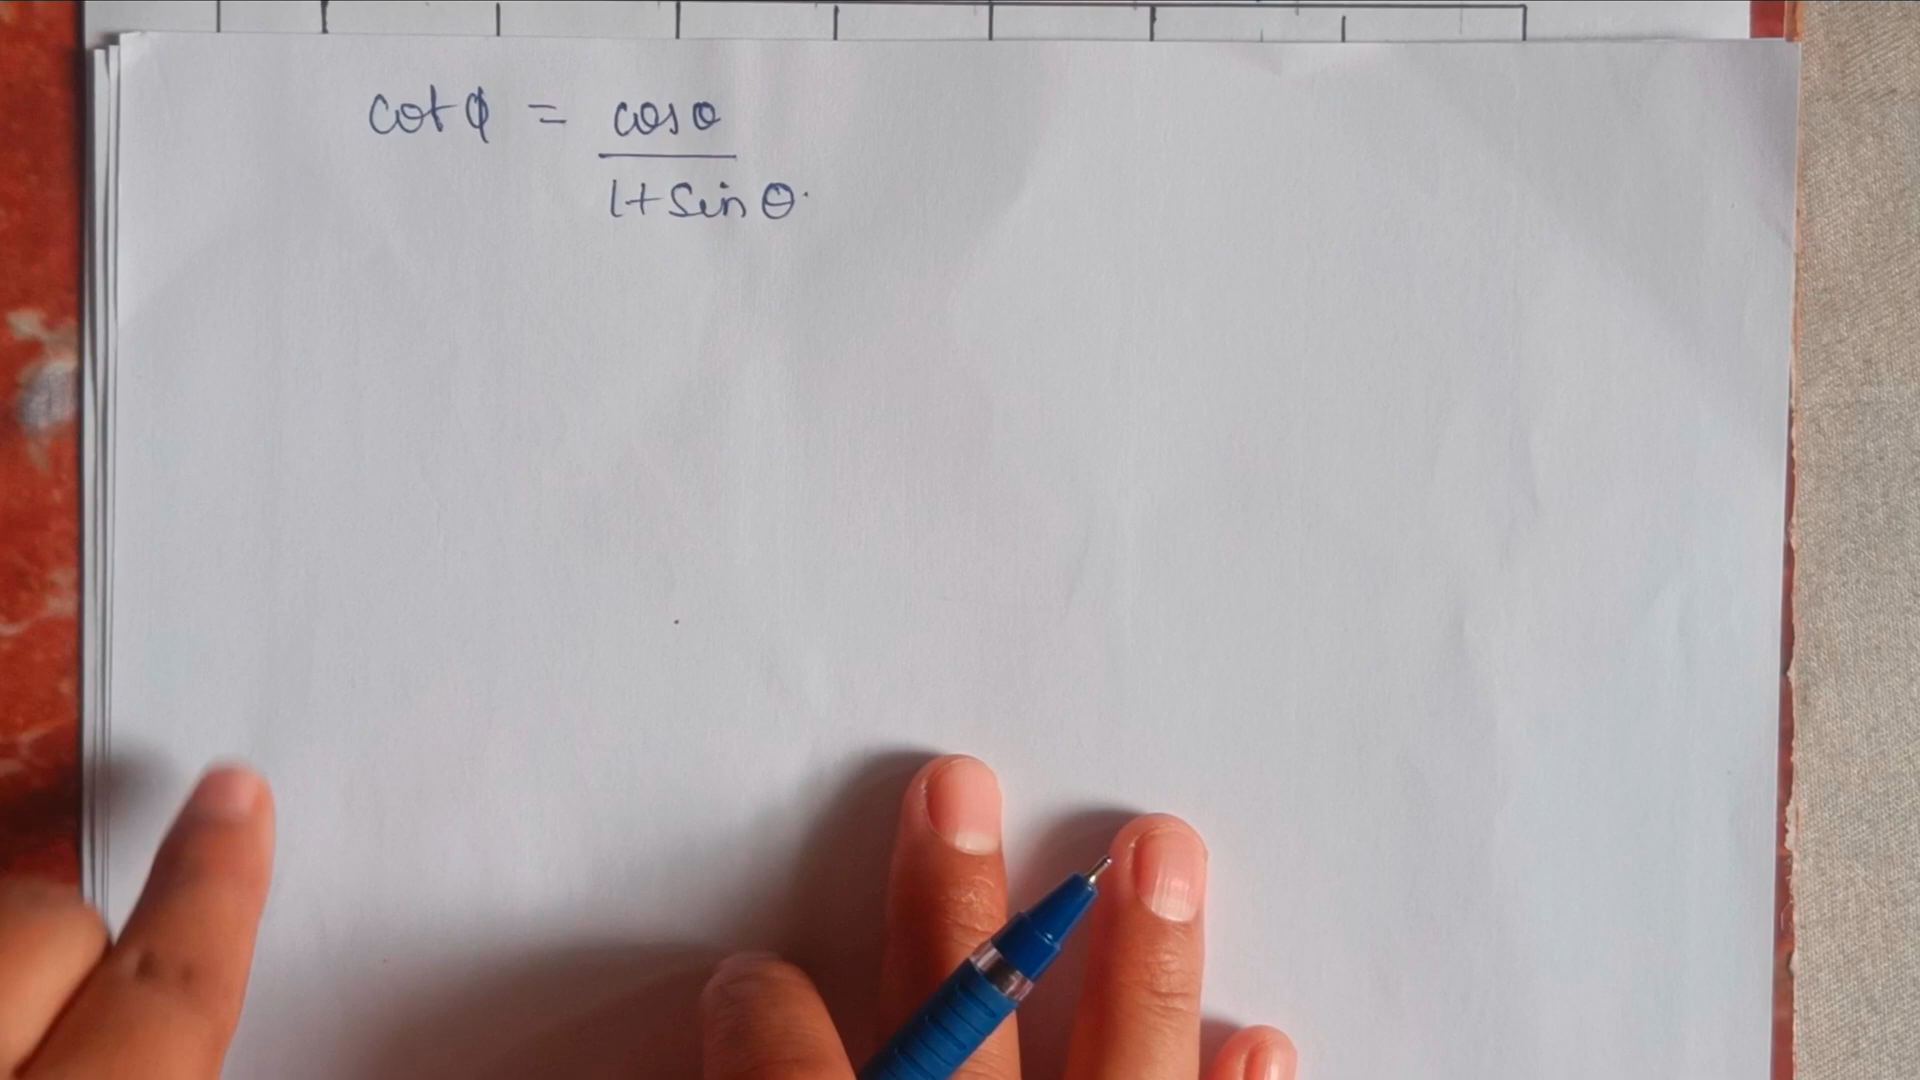 cot φ = cos θ
1 + sin θ